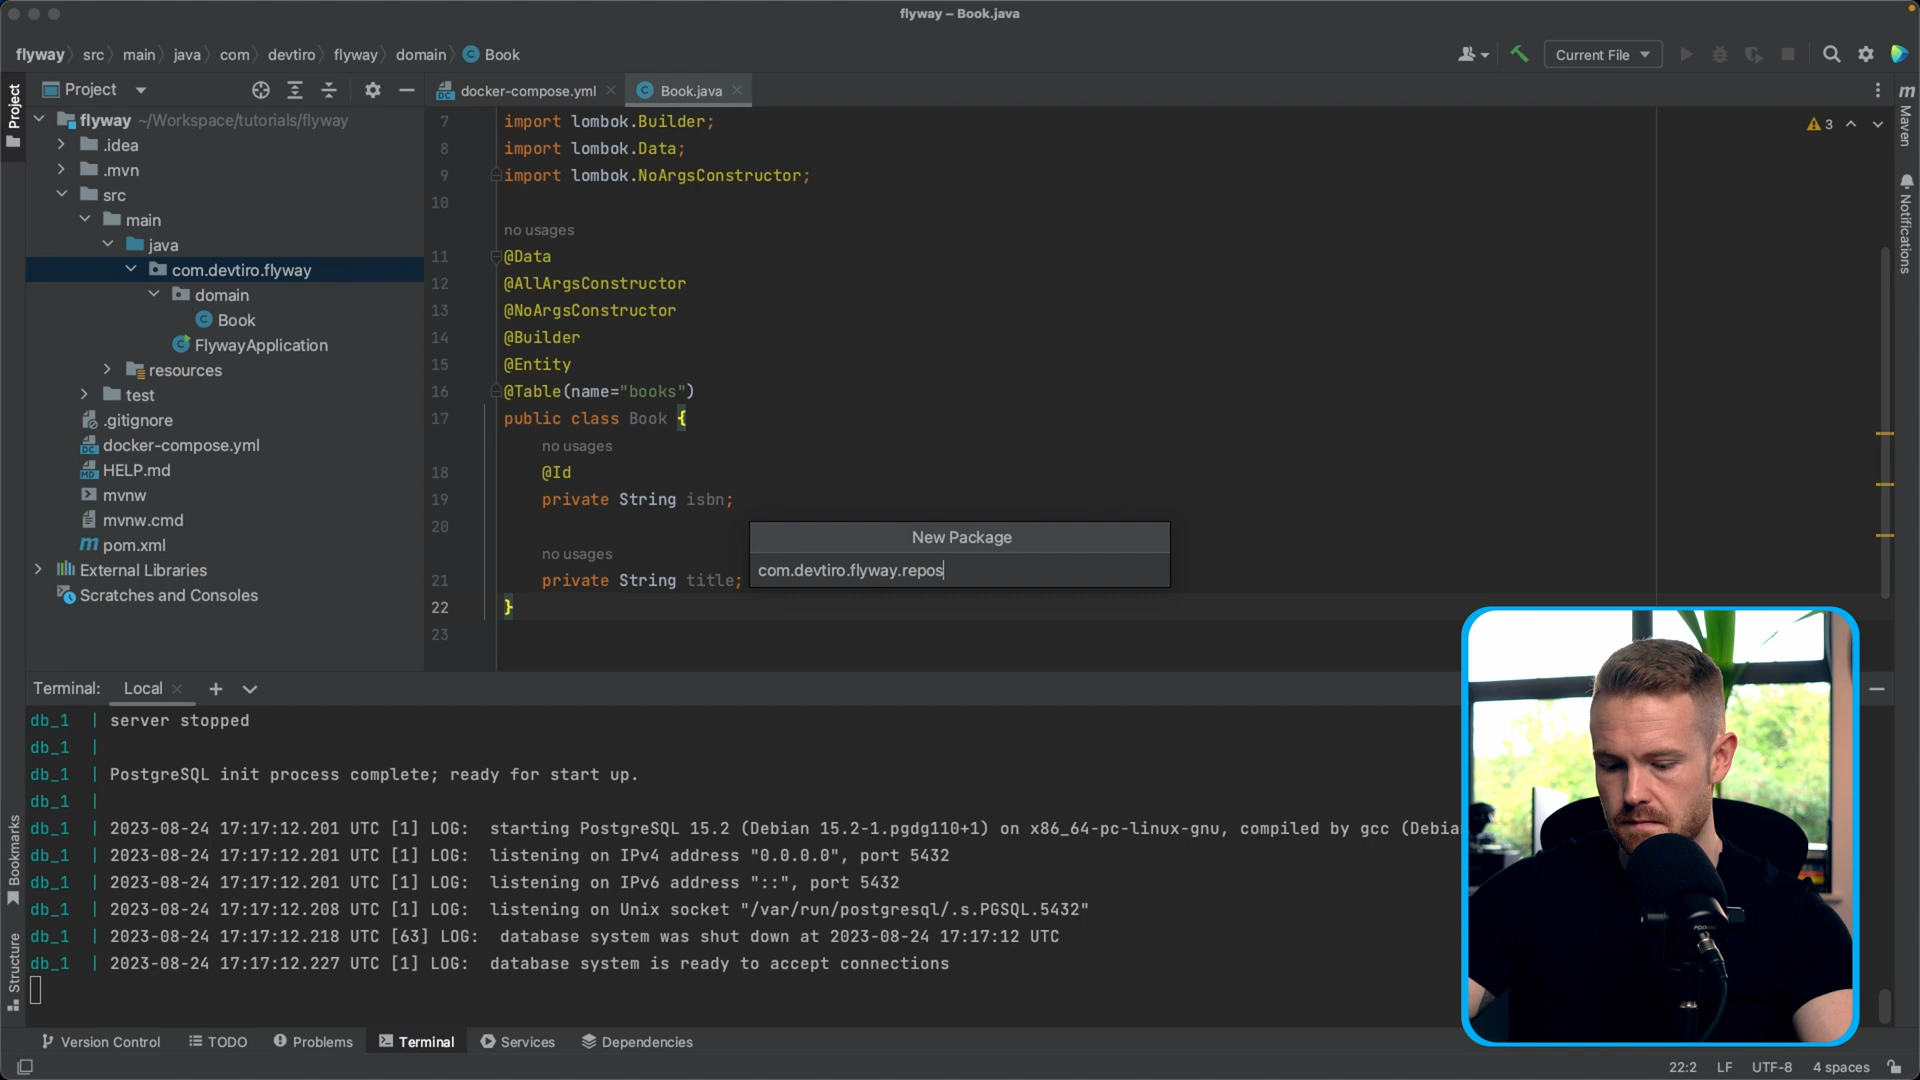 flyway – Book.java
flyway src main java com devtiro flyway domain Book
Current File
Project
Project
docker-compose.yml
Book.java
flyway ~/Workspace/tutorials/flyway
.idea
.mvn
src
main
java
com.devtiro.flyway
domain
Book
FlywayApplication
resources
test
.gitignore
docker-compose.yml
HELP.md
mvnw
mvnw.cmd
pom.xml
External Libraries
Scratches and Consoles
7 import lombok.Builder;
8 import lombok.Data;
9 import lombok.NoArgsConstructor;
10
no usages
11 @Data
12 @AllArgsConstructor
13 @NoArgsConstructor
14 @Builder
15 @Entity
16 @Table(name="books")
17 public class Book {
no usages
18 @Id
19 private String isbn;
20
no usages
21 private String title;
22 }
23
3
New Package
com.devtiro.flyway.repos
Maven
Notifications
Terminal: Local
db_1 | server stopped
db_1 |
db_1 | PostgreSQL init process complete; ready for start up.
db_1 |
db_1 | 2023-08-24 17:17:12.201 UTC [1] LOG:  starting PostgreSQL 15.2 (Debian 15.2-1.pgdg110+1) on x86_64-pc-linux-gnu, compiled by gcc (Debia
db_1 | 2023-08-24 17:17:12.201 UTC [1] LOG:  listening on IPv4 address "0.0.0.0", port 5432
db_1 | 2023-08-24 17:17:12.201 UTC [1] LOG:  listening on IPv6 address "::", port 5432
db_1 | 2023-08-24 17:17:12.208 UTC [1] LOG:  listening on Unix socket "/var/run/postgresql/.s.PGSQL.5432"
db_1 | 2023-08-24 17:17:12.218 UTC [63] LOG:  database system was shut down at 2023-08-24 17:17:12 UTC
db_1 | 2023-08-24 17:17:12.227 UTC [1] LOG:  database system is ready to accept connections
Bookmarks
Structure
Version Control TODO Problems Terminal Services Dependencies
22:2 LF UTF-8 4 spaces